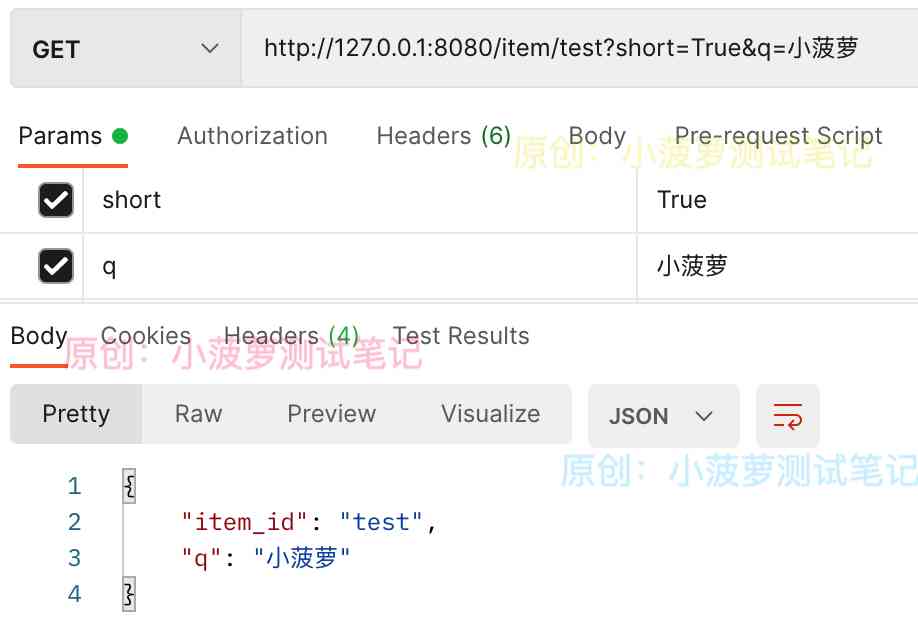 GET http://127.0.0.1:8080/item/test?short=True&q=小菠萝
Params Authorization Headers (6) Body Pre-request Script
原创：小菠萝测试笔记
short True
q 小菠萝
Body Cookies Headers (4) Test Results
原创：小菠萝测试笔记
Pretty Raw Preview Visualize JSON
原创：小菠萝测试笔记
1 {
2 "item_id": "test",
3 "q": "小菠萝"
4 }